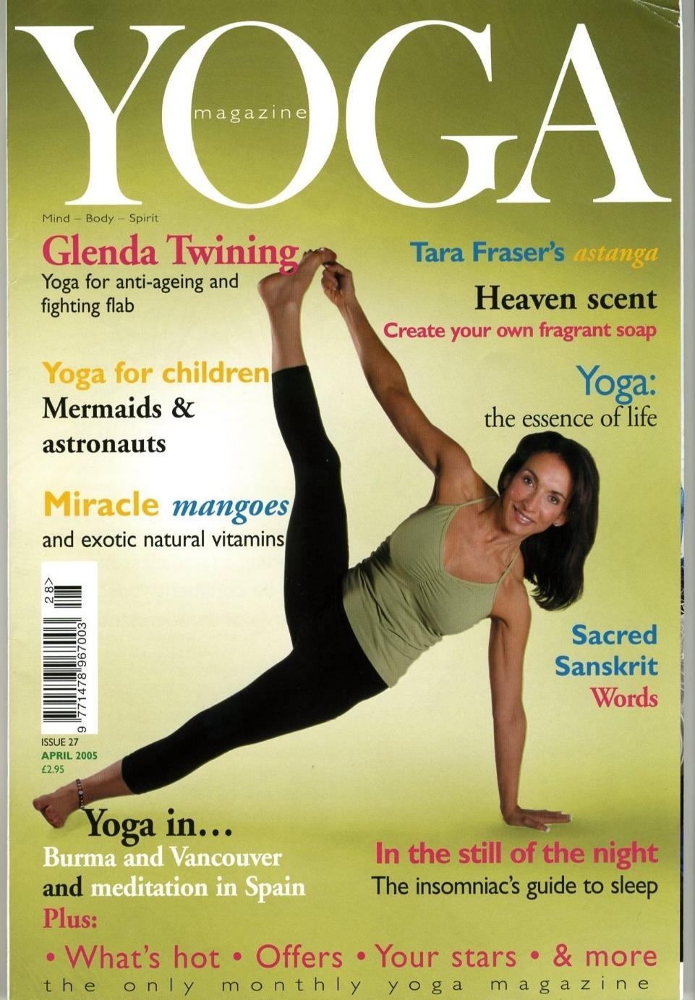 YOGA
magazine
Mind – Body – Spirit
Glenda Twining
Yoga for anti-ageing and
fighting flab
Tara Fraser's astanga
Heaven scent
Create your own fragrant soap
Yoga for children
Mermaids &
astronauts
Yoga:
the essence of life
Miracle mangoes
and exotic natural vitamins
28>
9 771478 967003
ISSUE 27
APRIL 2005
£2.95
Sacred
Sanskrit
Words
Yoga in...
Burma and Vancouver
and meditation in Spain
Plus:
In the still of the night
The insomniac's guide to sleep
• What's hot • Offers • Your stars • & more
the only monthly yoga magazine